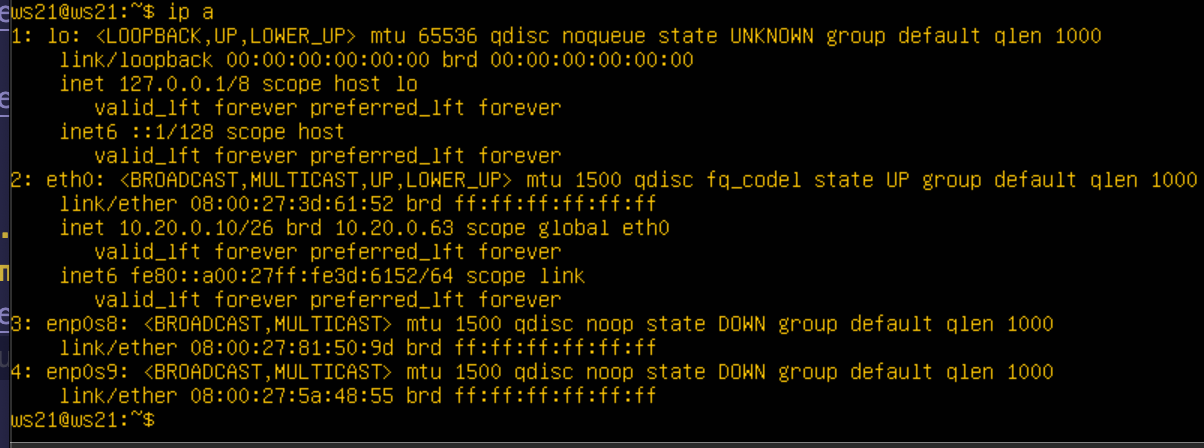 ws21@ws21:~$ ip a
1: lo: <LOOPBACK,UP,LOWER_UP> mtu 65536 qdisc noqueue state UNKNOWN group default qlen 1000
    link/loopback 00:00:00:00:00:00 brd 00:00:00:00:00:00
    inet 127.0.0.1/8 scope host lo
       valid_lft forever preferred_lft forever
    inet6 ::1/128 scope host
       valid_lft forever preferred_lft forever
2: eth0: <BROADCAST,MULTICAST,UP,LOWER_UP> mtu 1500 qdisc fq_codel state UP group default qlen 1000
    link/ether 08:00:27:3d:61:52 brd ff:ff:ff:ff:ff:ff
    inet 10.20.0.10/26 brd 10.20.0.63 scope global eth0
       valid_lft forever preferred_lft forever
    inet6 fe80::a00:27ff:fe3d:6152/64 scope link
       valid_lft forever preferred_lft forever
3: enp0s8: <BROADCAST,MULTICAST> mtu 1500 qdisc noop state DOWN group default qlen 1000
    link/ether 08:00:27:81:50:9d brd ff:ff:ff:ff:ff:ff
4: enp0s9: <BROADCAST,MULTICAST> mtu 1500 qdisc noop state DOWN group default qlen 1000
    link/ether 08:00:27:5a:48:55 brd ff:ff:ff:ff:ff:ff
ws21@ws21:~$